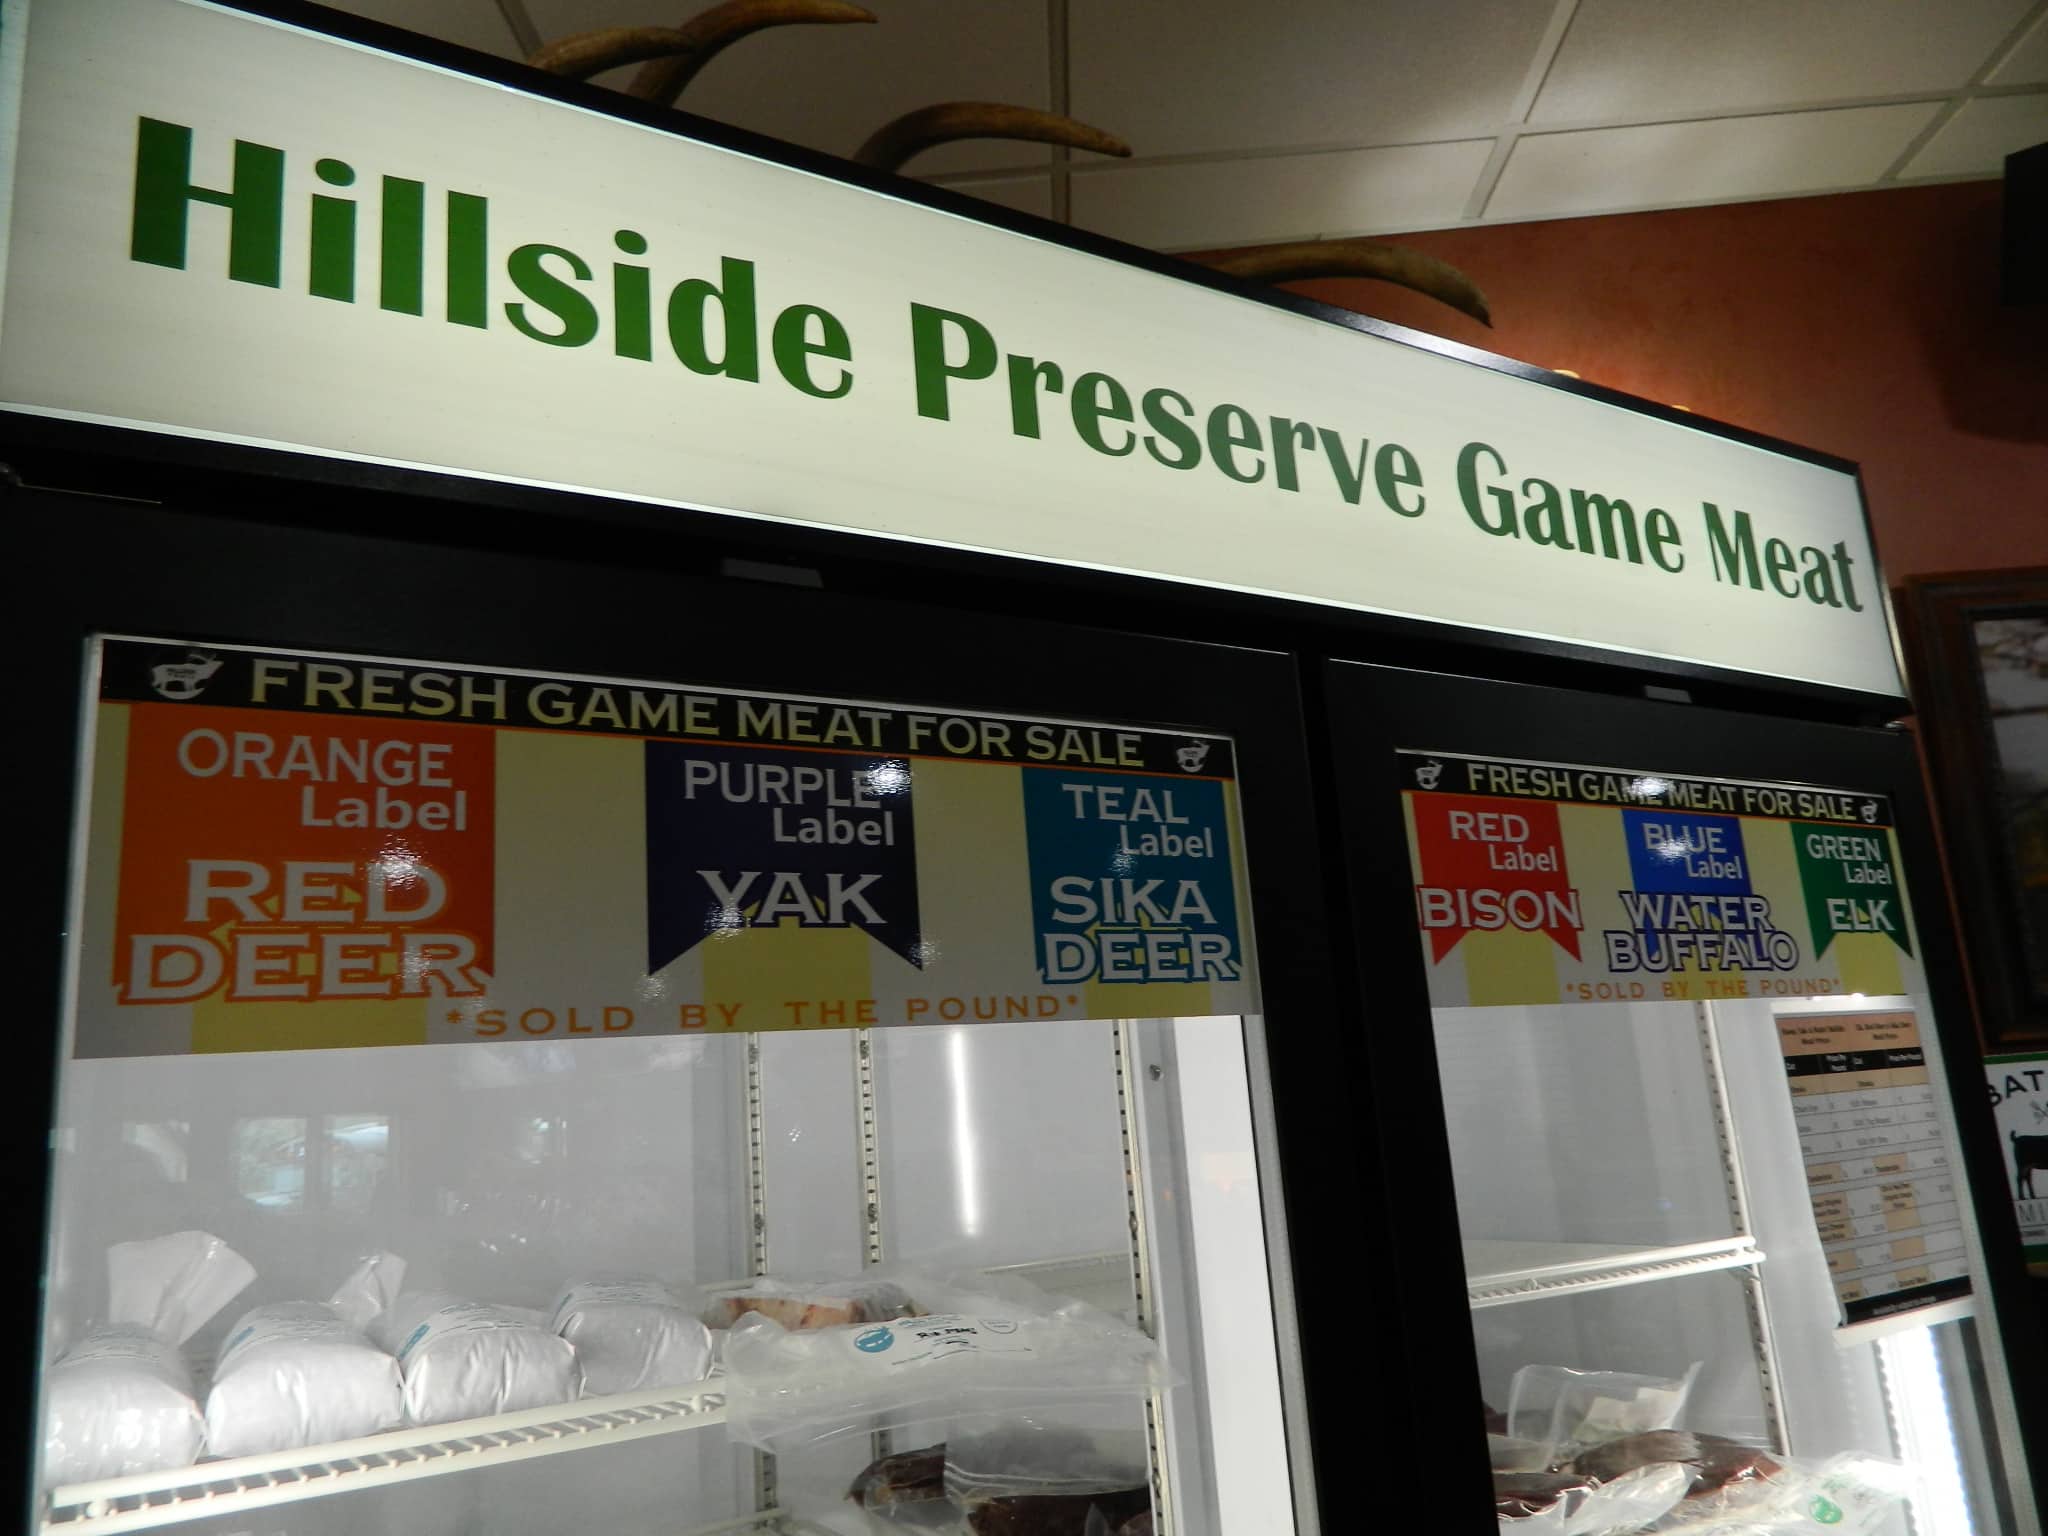 Hillside Preserve Game Meat
FRESH GAME MEAT FOR SALE
ORANGE
Label
RED
DEER
PURPLE
Label
YAK
TEAL
Label
SIKA
DEER
*SOLD BY THE POUND*
FRESH GAME MEAT FOR SALE
RED
Label
BISON
BLUE
Label
WATER
BUFFALO
GREEN
Label
ELK
*SOLD BY THE POUND*